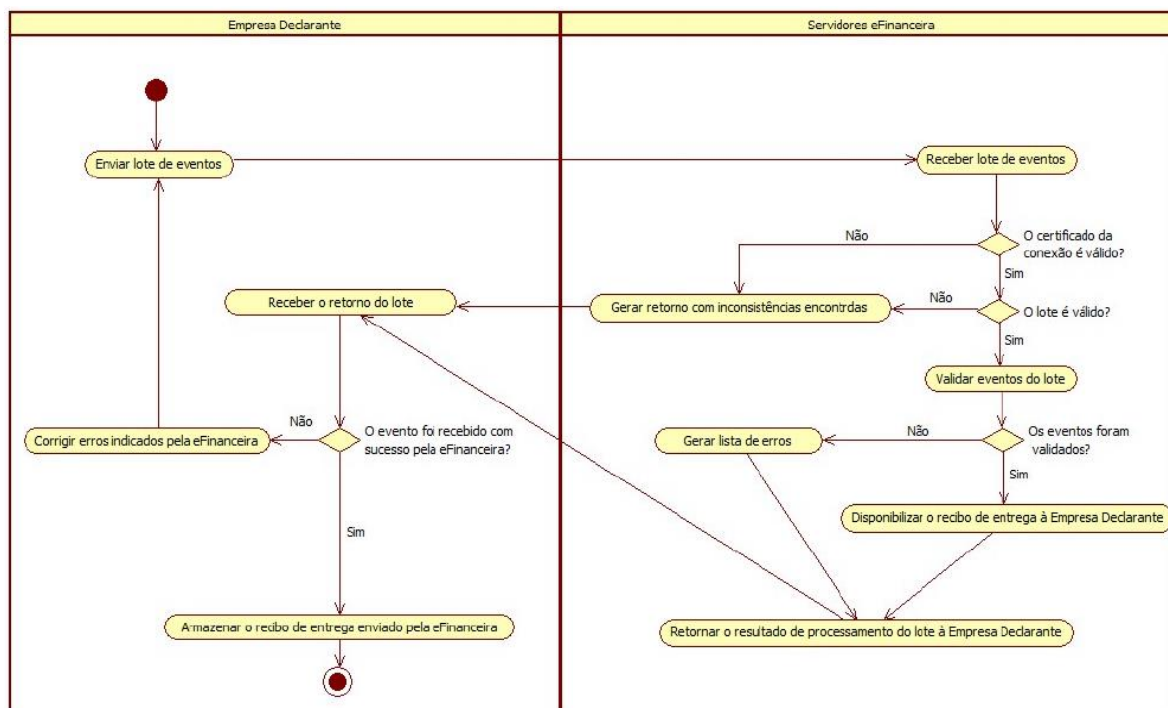 Empresa Declarante
Servidores eFinanceira
Enviar lote de eventos
Receber lote de eventos
Não
O certificado da
conexão é válido?
Sim
Receber o retorno do lote
Gerar retorno com inconsistências encontrdas
Não
O lote é válido?
Sim
Validar eventos do lote
Corrigir erros indicados pela eFinanceira
Não
O evento foi recebido com
sucesso pela eFinanceira?
Gerar lista de erros
Não
Os eventos foram
validados?
Sim
Disponibilizar o recibo de entrega à Empresa Declarante
Sim
Armazenar o recibo de entrega enviado pela eFinanceira
Retornar o resultado de processamento do lote à Empresa Declarante